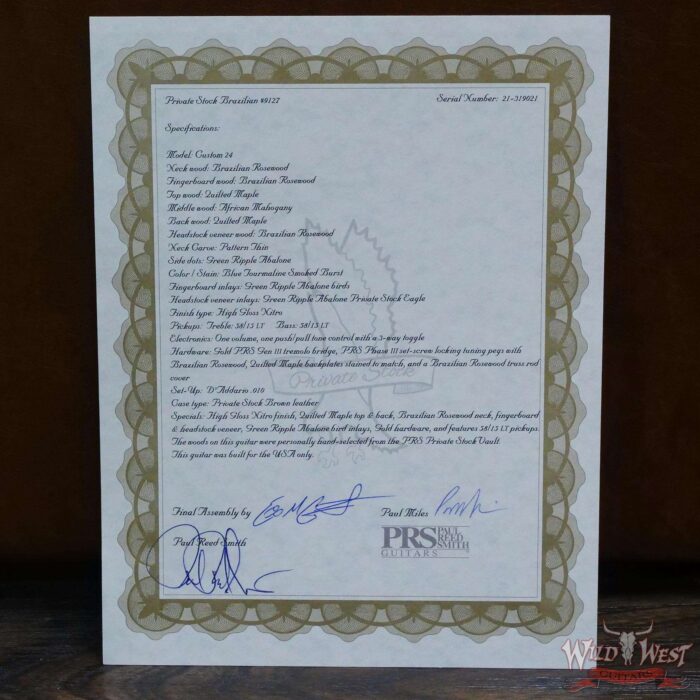 Private Stock Brazilian #9127 Serial Number: 21-319021
Specifications:
Model: Custom 24
Neck wood: Brazilian Rosewood
Fingerboard wood: Brazilian Rosewood
Top wood: Quilted Maple
Middle wood: African Mahogany
Back wood: Quilted Maple
Headstock veneer wood: Brazilian Rosewood
Neck Carve: Pattern Thin
Side dots: Green Ripple Abalone
Color / Stain: Blue Tourmaline Smoked Burst
Fingerboard inlays: Green Ripple Abalone birds
Headstock veneer inlays: Green Ripple Abalone Private Stock Eagle
Finish type: High Gloss Nitro
Pickups: Treble: 58/15 LT Bass: 58/15 LT
Electronics: One volume, one push/pull tone control with a 3-way toggle
Hardware: Gold PRS Gen III tremolo bridge, PRS Phase III set-screw locking tuning pegs with
Brazilian Rosewood, Quilted Maple backplates stained to match, and a Brazilian Rosewood truss rod
cover
Private Stock
Set-Up: D'Addario .010
Case type: Private Stock Brown leather
Specials: High Gloss Nitro finish, Quilted Maple top & back, Brazilian Rosewood neck, fingerboard
& headstock veneer, Green Ripple Abalone bird inlays, Gold hardware, and features 58/15 LT pickups.
The woods on this guitar were personally hand-selected from the PRS Private Stock Vault.
This guitar was built for the USA only.
Final Assembly by Paul Miles
Paul Reed Smith
PRS PAUL REED SMITH
GUITARS
WILD WEST
GUITARS